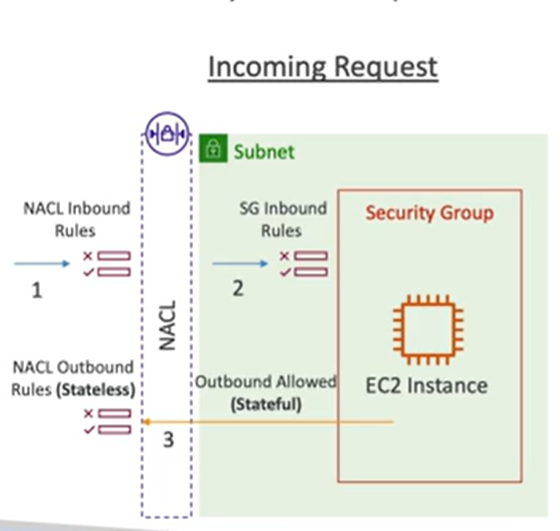 Incoming Request
Subnet
NACL Inbound
Rules
1
SG Inbound
Rules
2
Security Group
NACL
EC2 Instance
NACL Outbound
Rules (Stateless)
Outbound Allowed
(Stateful)
3